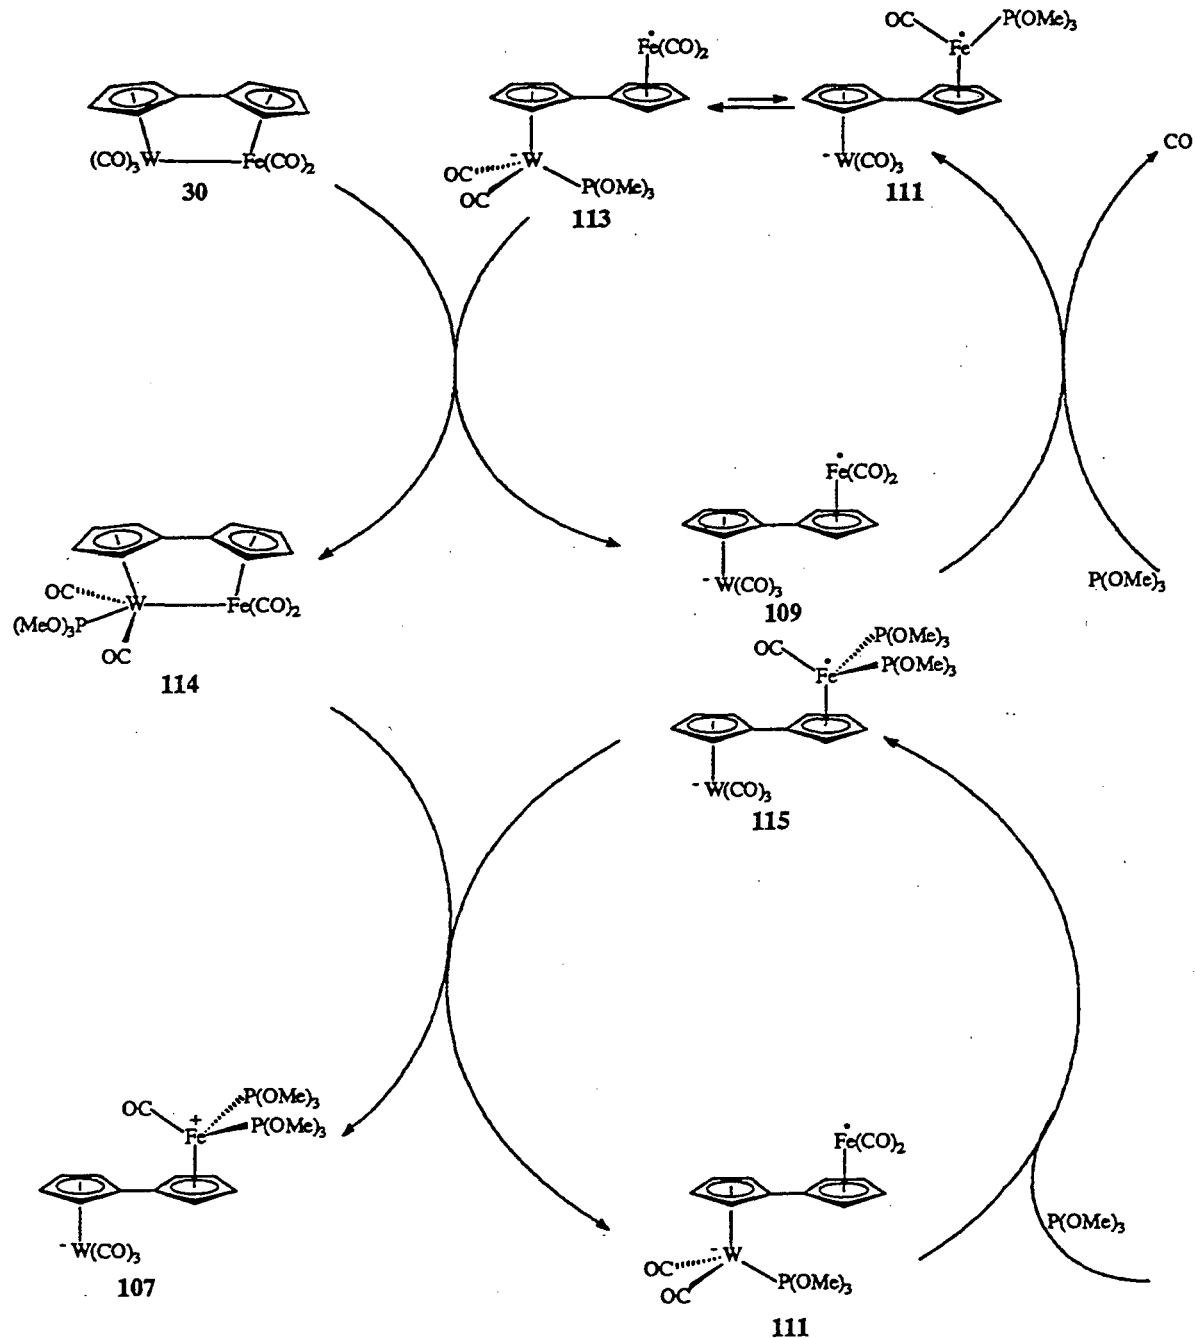 OC
P(OMe)3
Fe
Fe(CO)2
(CO)3W
Fe(CO)2
30
-W
OC
OC
P(OMe)3
113
-W(CO)3
111
CO
Fe(CO)2
-W(CO)3
109
P(OMe)3
OC
W
Fe(CO)2
(MeO)3P
OC
114
OC
P(OMe)3
P(OMe)3
Fe
-W(CO)3
115
OC
+
P(OMe)3
P(OMe)3
Fe
-W(CO)3
107
Fe(CO)2
-W
OC
OC
P(OMe)3
111
P(OMe)3